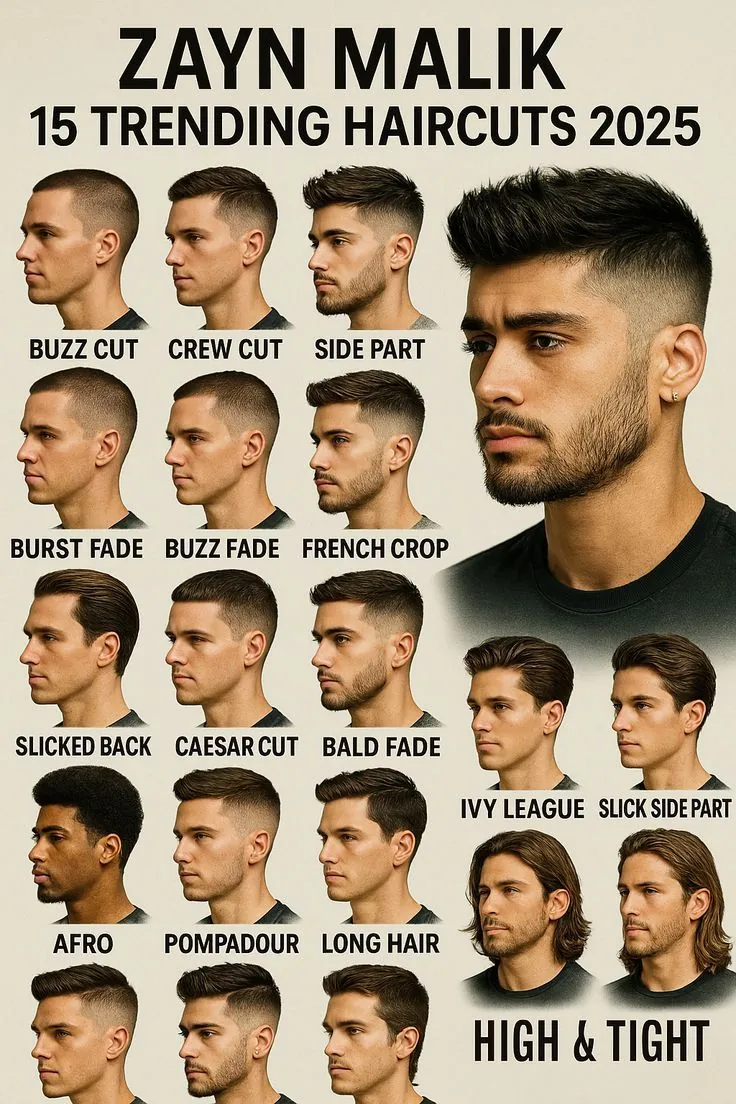 ZAYN MALIK
15 TRENDING HAIRCUTS 2025
BUZZ CUT
CREW CUT
SIDE PART
BURST FADE
BUZZ FADE
FRENCH CROP
SLICKED BACK
CAESAR CUT
BALD FADE
IVY LEAGUE
SLICK SIDE PART
AFRO
POMPADOUR
LONG HAIR
HIGH & TIGHT